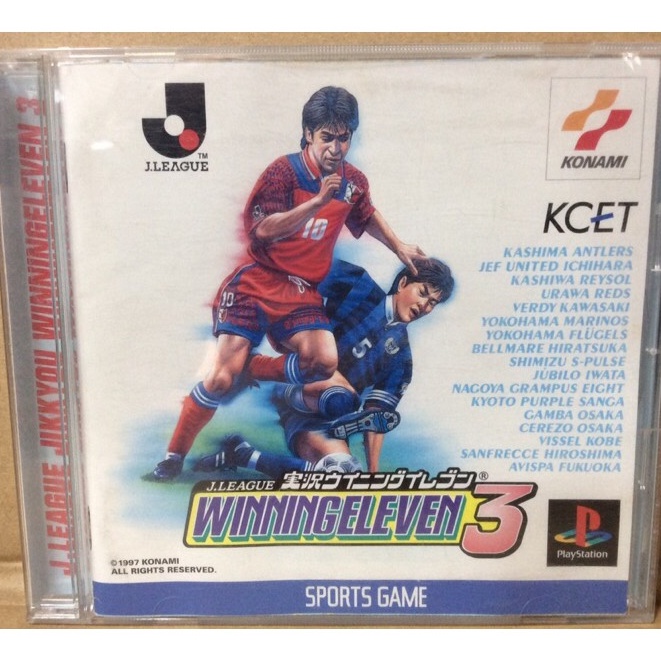 J.LEAGUE JIKKYOU WINNINGELEVEN 3
J
TM
J.LEAGUE
KONAMI
KCET
10
10
5
KASHIMA ANTLERS
JEF UNITED ICHIHARA
KASHIWA REYSOL
URAWA REDS
VERDY KAWASAKI
YOKOHAMA MARINOS
YOKOHAMA FLÜGELS
BELLMARE HIRATSUKA
SHIMIZU S-PULSE
JÚBILO IWATA
NAGOYA GRAMPUS EIGHT
KYOTO PURPLE SANGA
GAMBA OSAKA
CEREZO OSAKA
VISSEL KOBE
SANFRECCE HIROSHIMA
AVISPA FUKUOKA
J.LEAGUE 実況ウイニングイレブン®
WINNINGELEVEN 3
PlayStation
©1997 KONAMI
ALL RIGHTS RESERVED.
SPORTS GAME